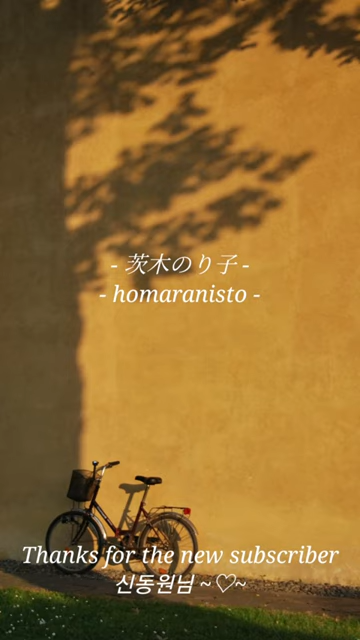 - 茨木のり子 -
- homaranisto -
Thanks for the new subscriber
신동원님 ~ ♡ ~